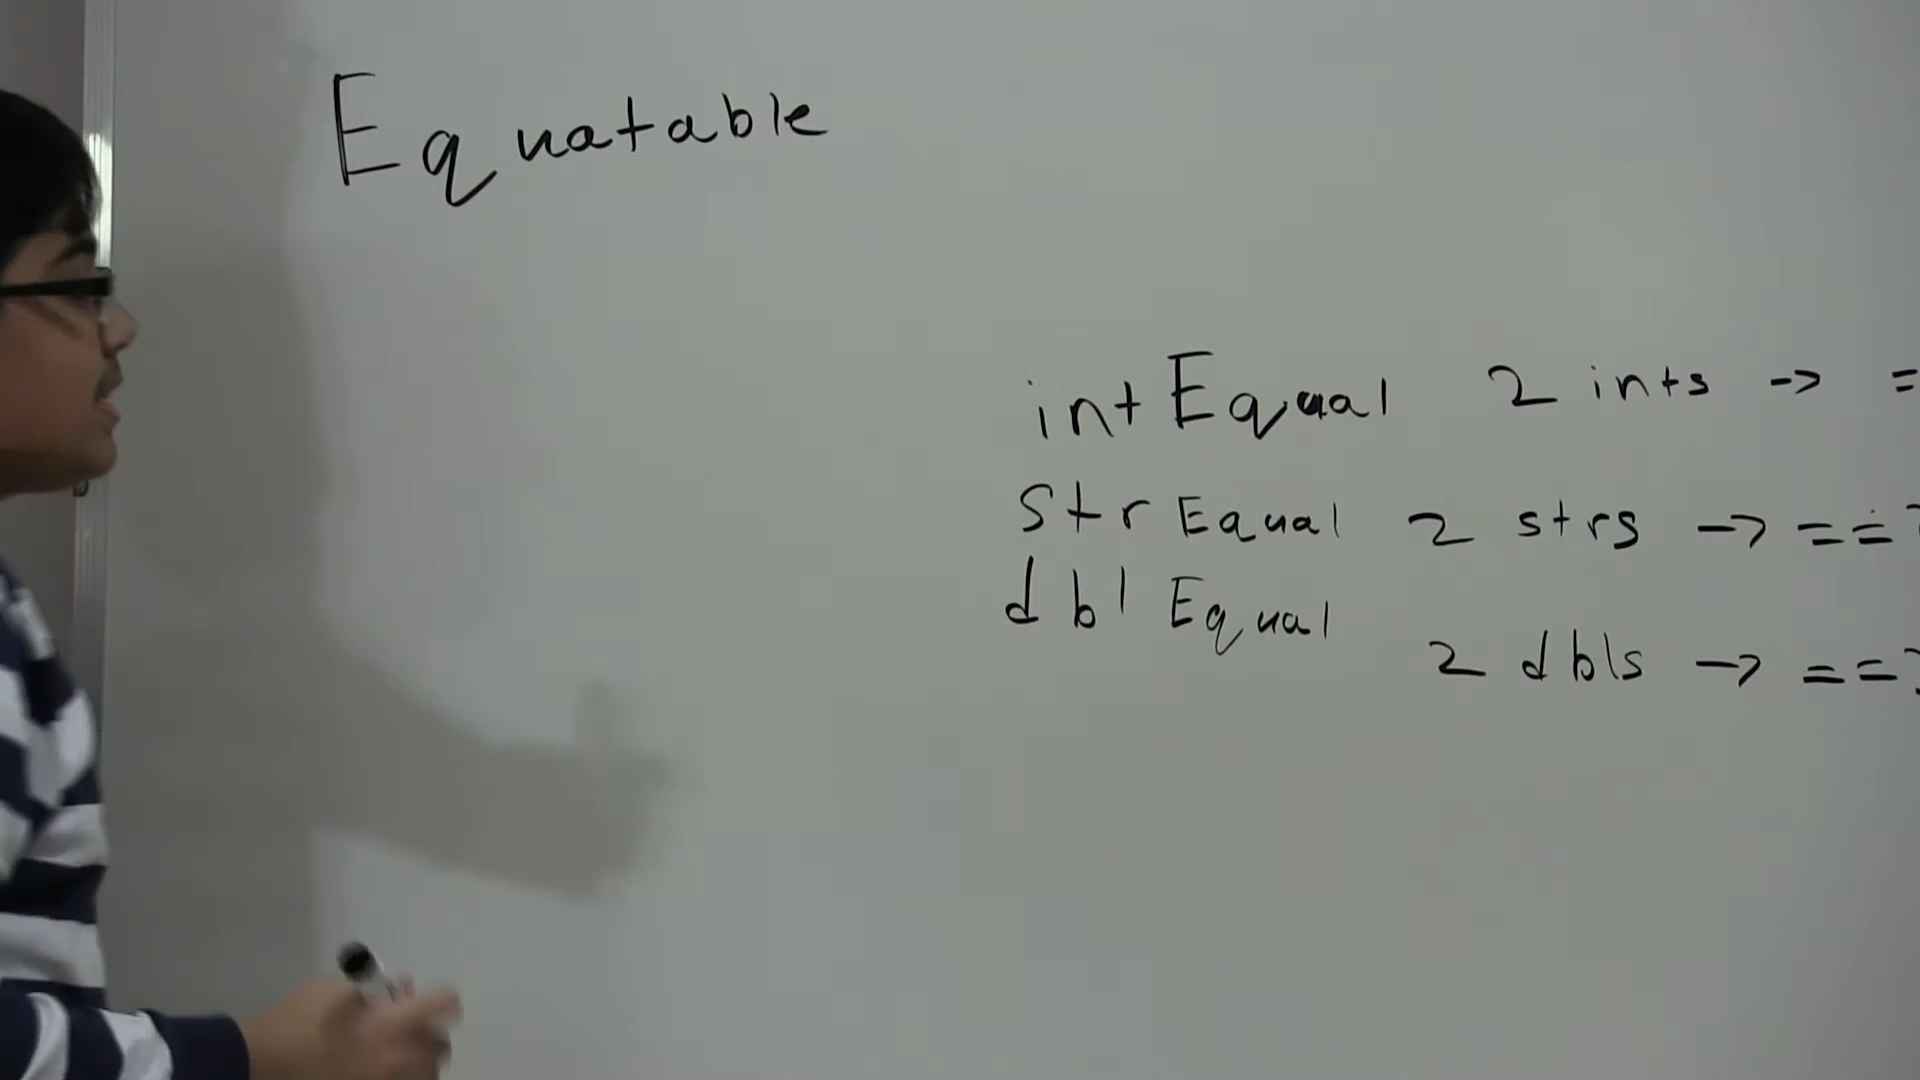 Equatable
intEqual 2 ints -> =
StrEqual 2 strs -> ==?
dblEqual
2 dbls -> ==?